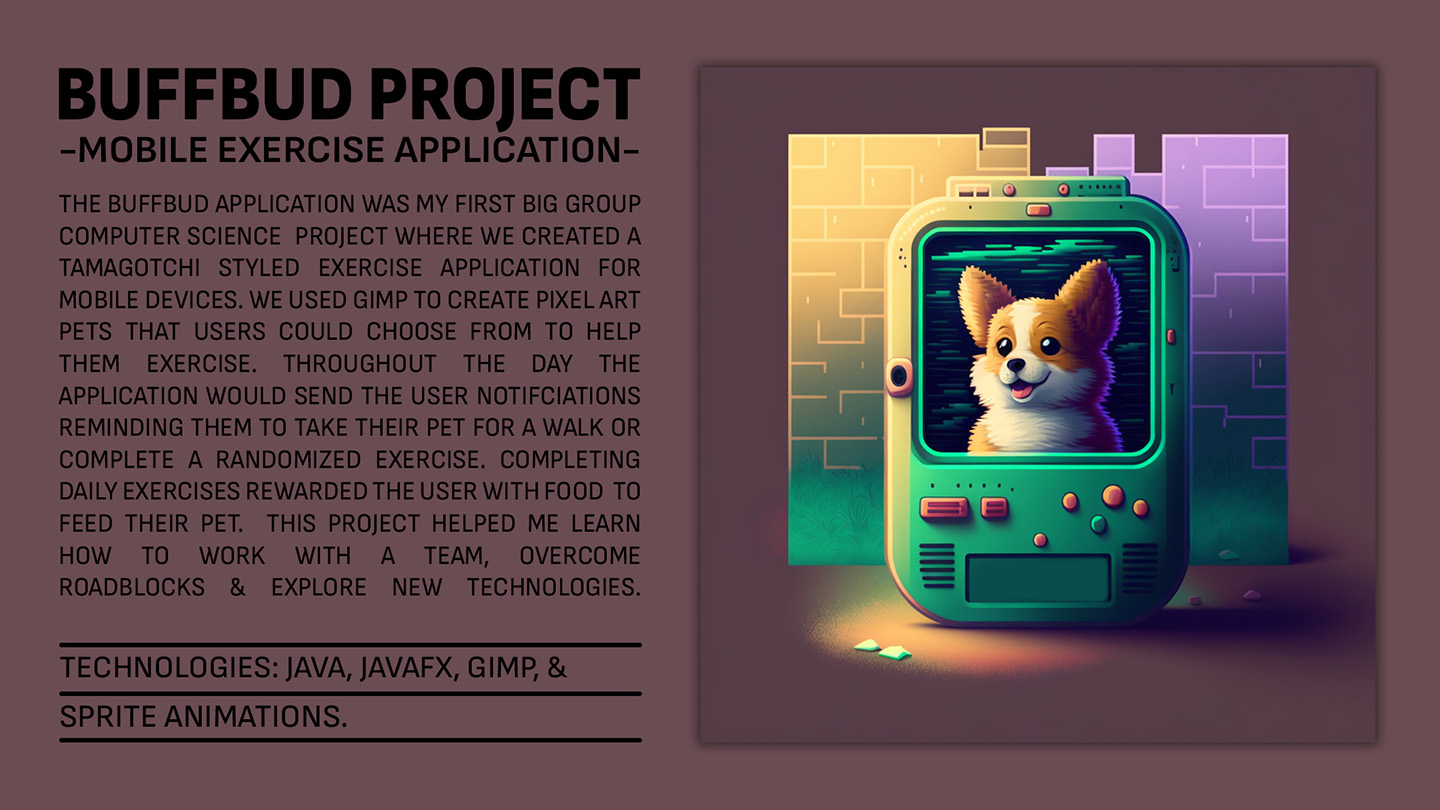 BUFFBUD PROJECT
-MOBILE EXERCISE APPLICATION-
THE BUFFBUD APPLICATION WAS MY FIRST BIG GROUP
COMPUTER SCIENCE PROJECT WHERE WE CREATED A
TAMAGOTCHI STYLED EXERCISE APPLICATION FOR
MOBILE DEVICES. WE USED GIMP TO CREATE PIXEL ART
PETS THAT USERS COULD CHOOSE FROM TO HELP
THEM EXERCISE. THROUGHOUT THE DAY THE
APPLICATION WOULD SEND THE USER NOTIFCIATIONS
REMINDING THEM TO TAKE THEIR PET FOR A WALK OR
COMPLETE A RANDOMIZED EXERCISE. COMPLETING
DAILY EXERCISES REWARDED THE USER WITH FOOD TO
FEED THEIR PET. THIS PROJECT HELPED ME LEARN
HOW TO WORK WITH A TEAM, OVERCOME
ROADBLOCKS & EXPLORE NEW TECHNOLOGIES.
TECHNOLOGIES: JAVA, JAVAFX, GIMP, &
SPRITE ANIMATIONS.